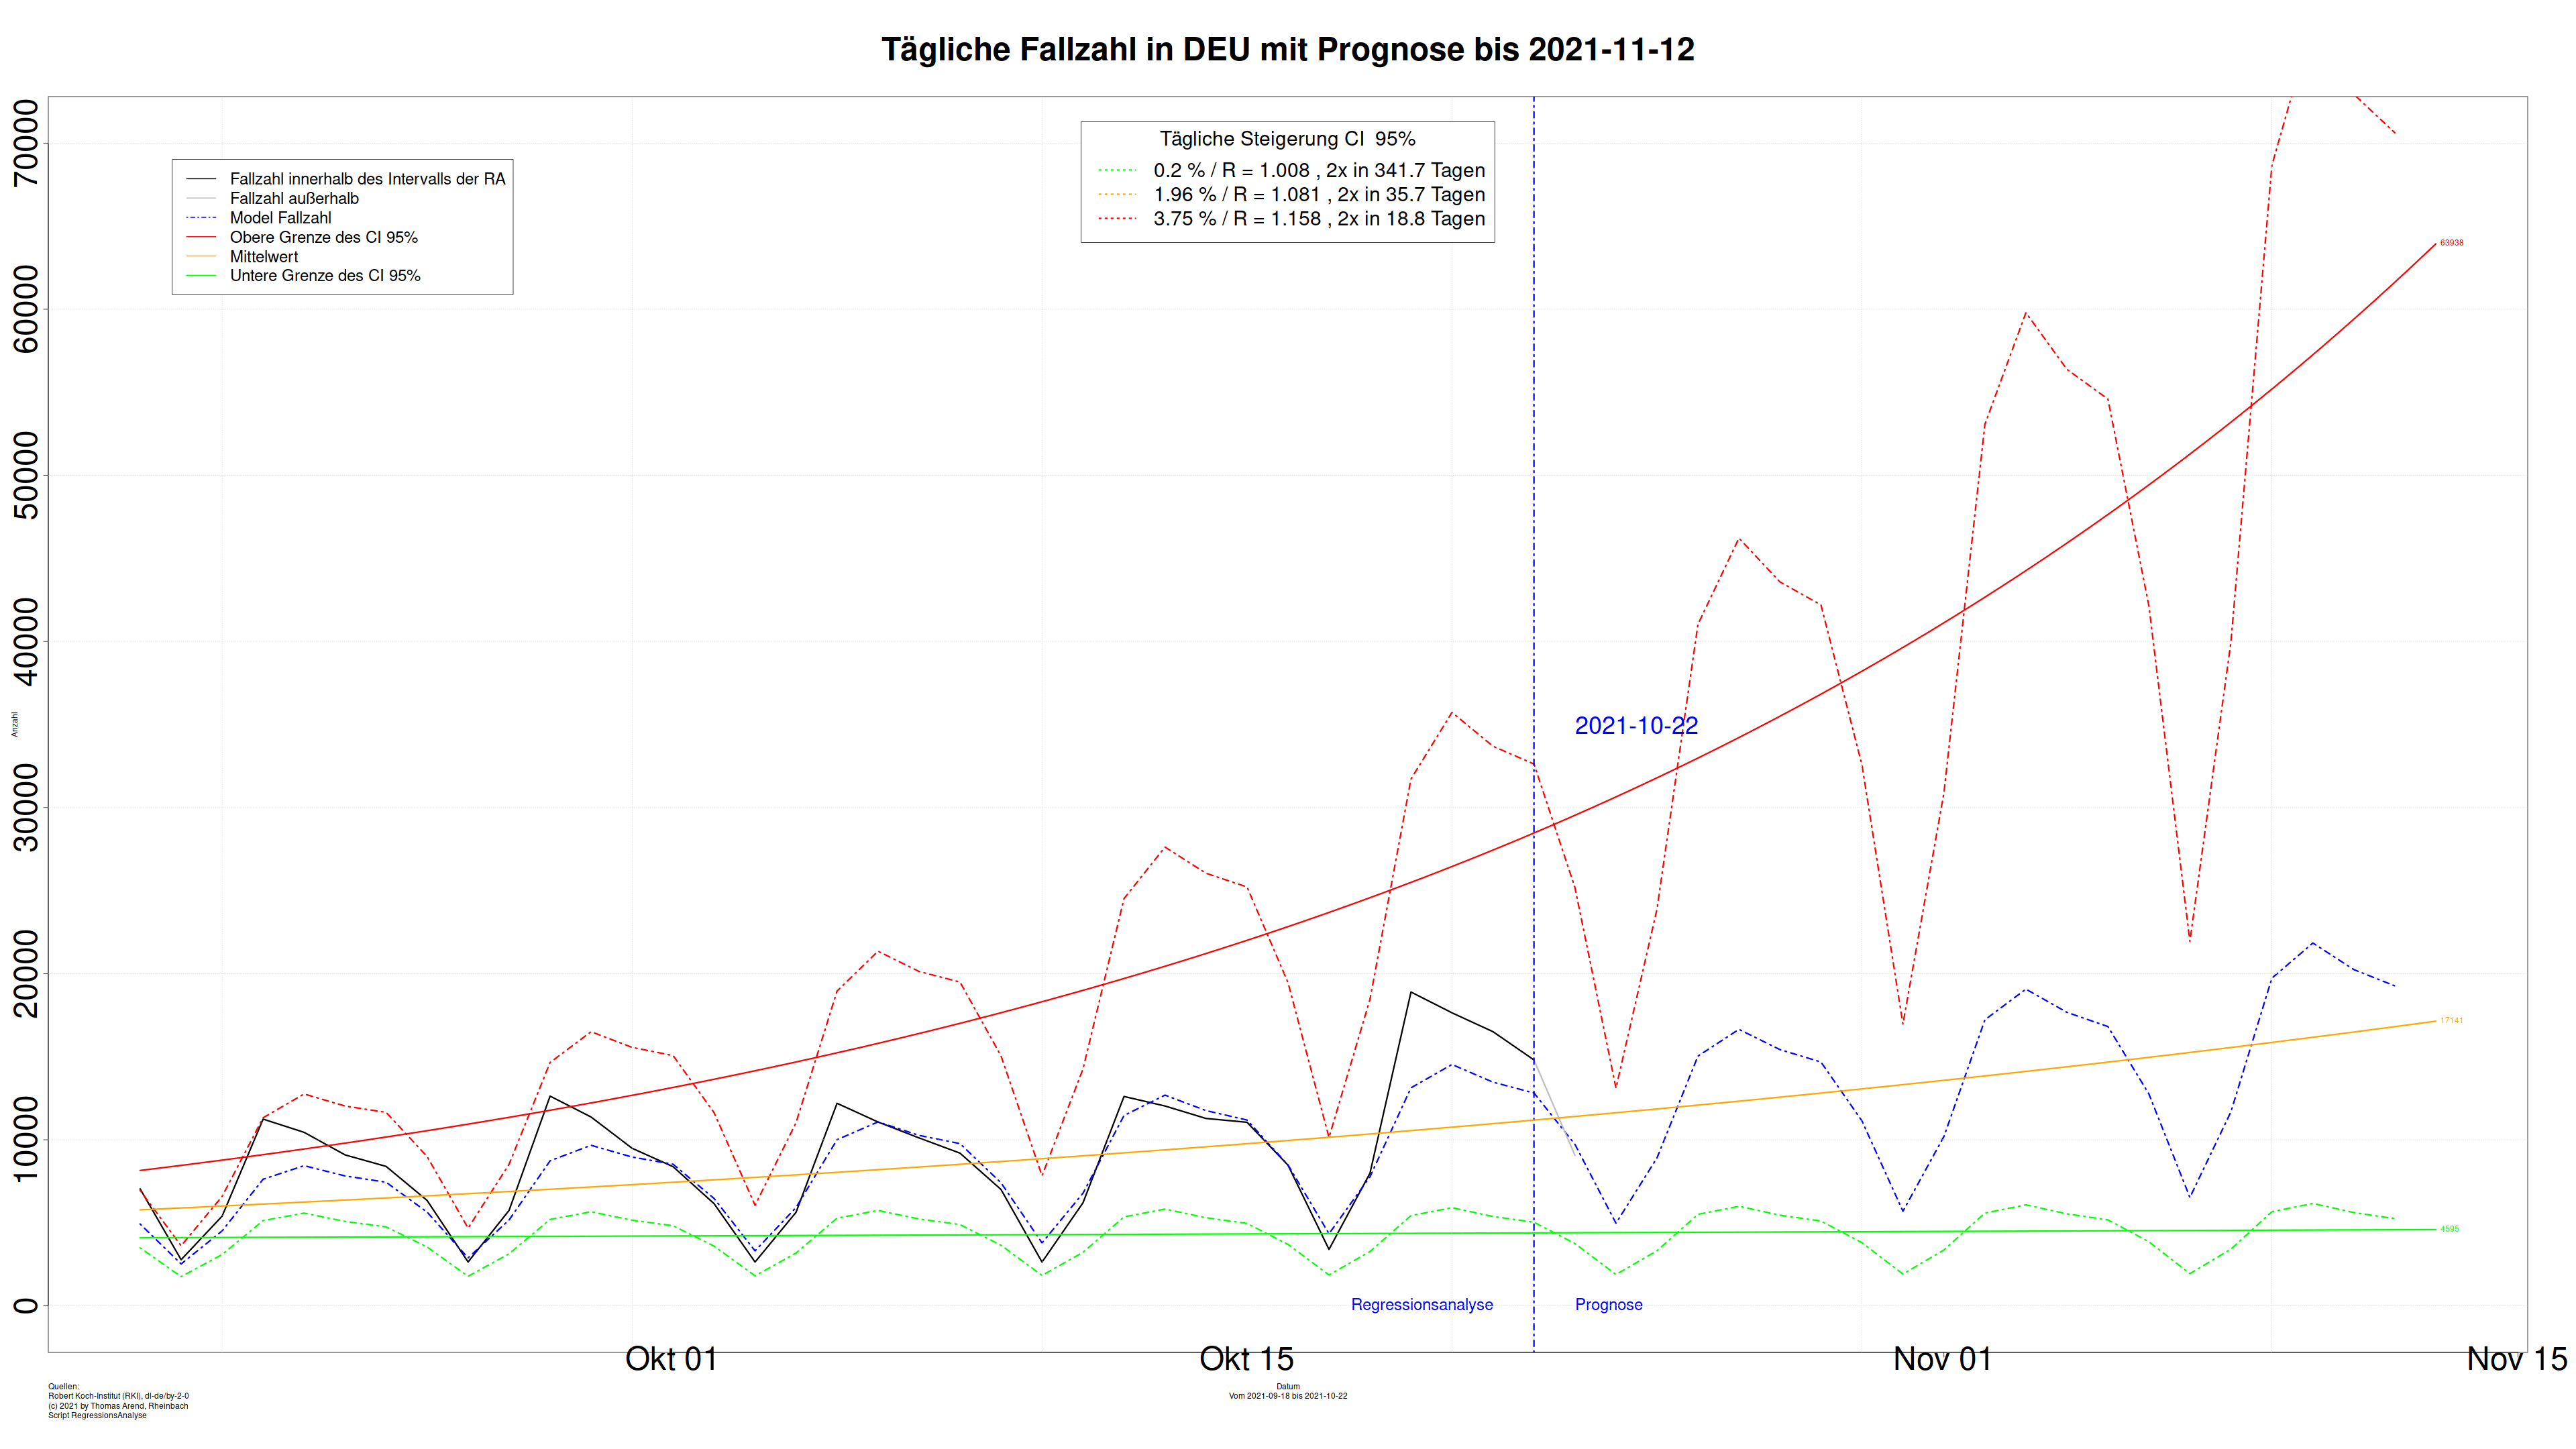 Tägliche Fallzahl in DEU mit Prognose bis 2021-11-12
Tägliche Steigerung CI  95%
0.2 % / R = 1.008 , 2x in 341.7 Tagen
1.96 % / R = 1.081 , 2x in 35.7 Tagen
3.75 % / R = 1.158 , 2x in 18.8 Tagen
Fallzahl innerhalb des Intervalls der RA
Fallzahl außerhalb
Model Fallzahl
Obere Grenze des CI 95%
Mittelwert
Untere Grenze des CI 95%
70000
60000
50000
40000
30000
20000
10000
0
Anzahl
63938
2021-10-22
17141
4595
Regressionsanalyse
Prognose
Okt 01
Okt 15
Nov 01
Nov 15
Datum
Vom 2021-09-18 bis 2021-10-22
Quellen:
Robert Koch-Institut (RKI), dl-de/by-2-0
(c) 2021 by Thomas Arend, Rheinbach
Script RegressionsAnalyse